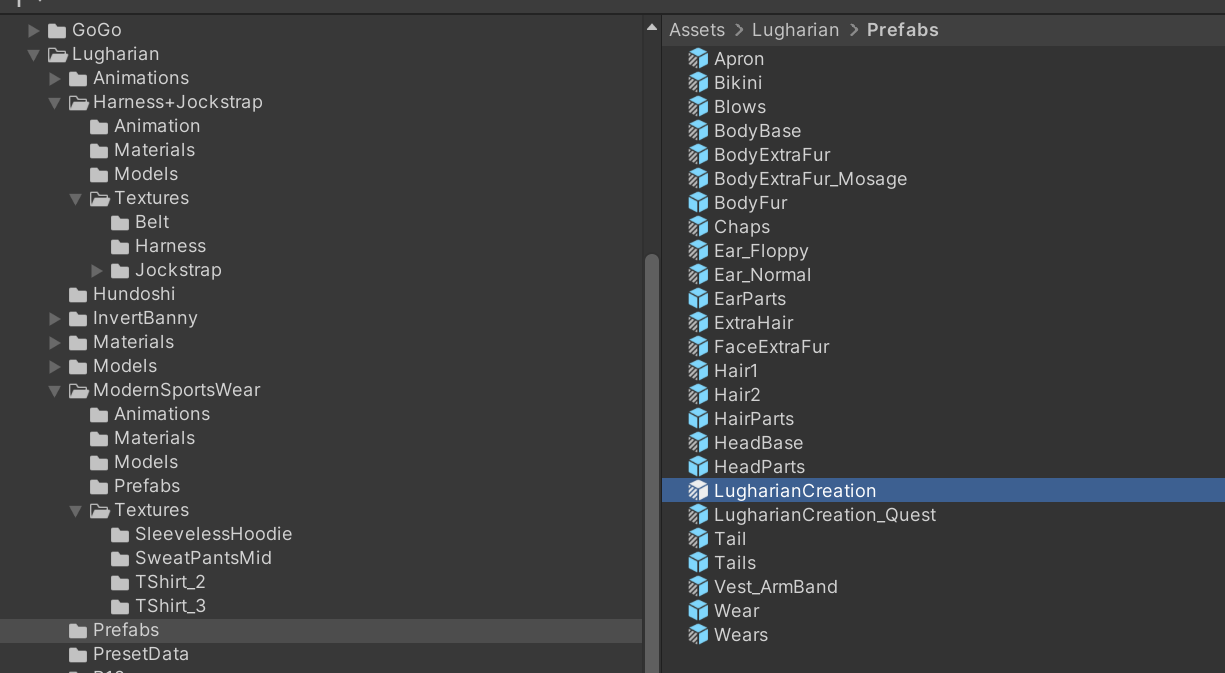 GoGo
Lugharian
Animations
Harness+Jockstrap
Animation
Materials
Models
Textures
Belt
Harness
Jockstrap
Hundoshi
InvertBanny
Materials
Models
ModernSportsWear
Animations
Materials
Models
Prefabs
Textures
SleevelessHoodie
SweatPantsMid
TShirt_2
TShirt_3
Prefabs
PresetData
Assets > Lugharian > Prefabs
Apron
Bikini
Blows
BodyBase
BodyExtraFur
BodyExtraFur_Mosage
BodyFur
Chaps
Ear_Floppy
Ear_Normal
EarParts
ExtraHair
FaceExtraFur
Hair1
Hair2
HairParts
HeadBase
HeadParts
LugharianCreation
LugharianCreation_Quest
Tail
Tails
Vest_ArmBand
Wear
Wears